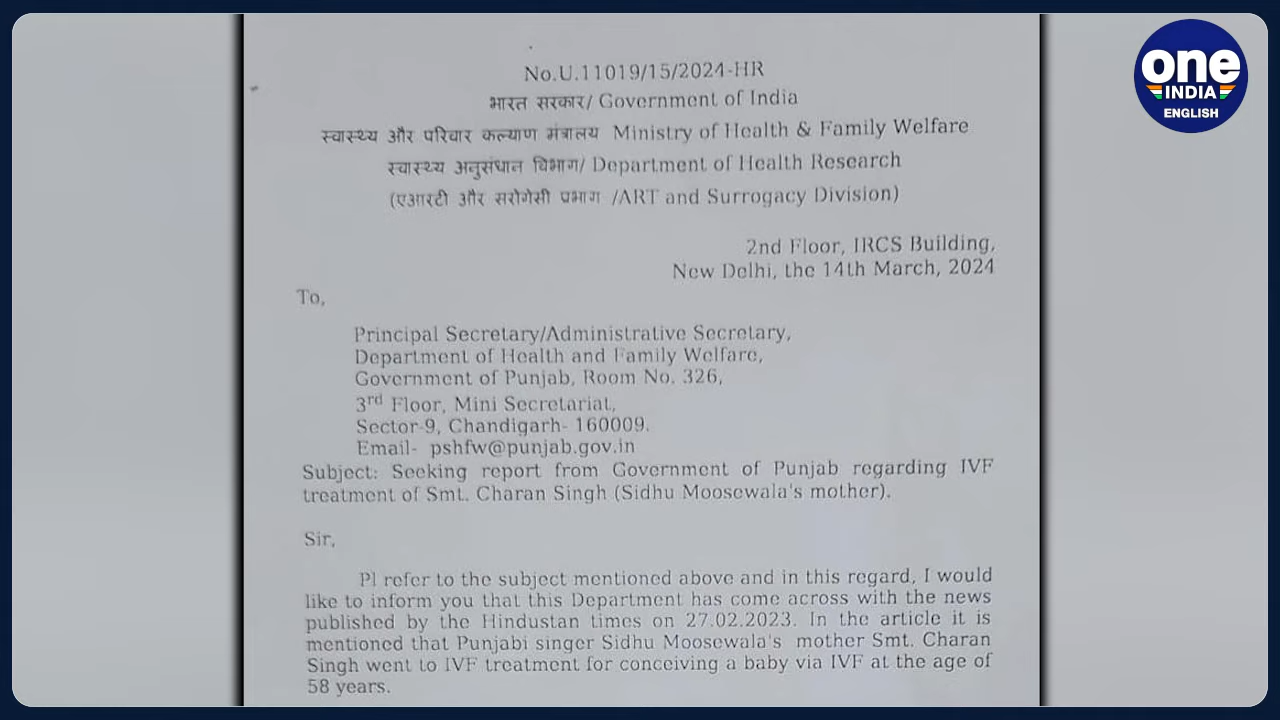 one
INDIA
ENGLISH
No.U.11019/15/2024-HR
भारत सरकार/ Government of India
स्वास्थ्य और परिवार कल्याण मंत्रालय Ministry of Health & Family Welfare
स्वास्थ्य अनुसंधान विभाग/ Department of Health Research
(एआरटी और सरोगेसी प्रभाग /ART and Surrogacy Division)
2nd Floor, IRCS Building,
New Delhi, the 14th March, 2024
To,
Principal Secretary/Administrative Secretary,
Department of Health and Family Welfare,
Government of Punjab, Room No. 326,
3rd Floor, Mini Secretariat,
Sector-9, Chandigarh- 160009.
Email- pshfw@punjab.gov.in
Subject: Seeking report from Government of Punjab regarding IVF
treatment of Smt. Charan Singh (Sidhu Moosewala's mother).
Sir,
Pl refer to the subject mentioned above and in this regard, I would
like to inform you that this Department has come across with the news
published by the Hindustan times on 27.02.2023. In the article it is
mentioned that Punjabi singer Sidhu Moosewala's mother Smt. Charan
Singh went to IVF treatment for conceiving a baby via IVF at the age of
58 years.